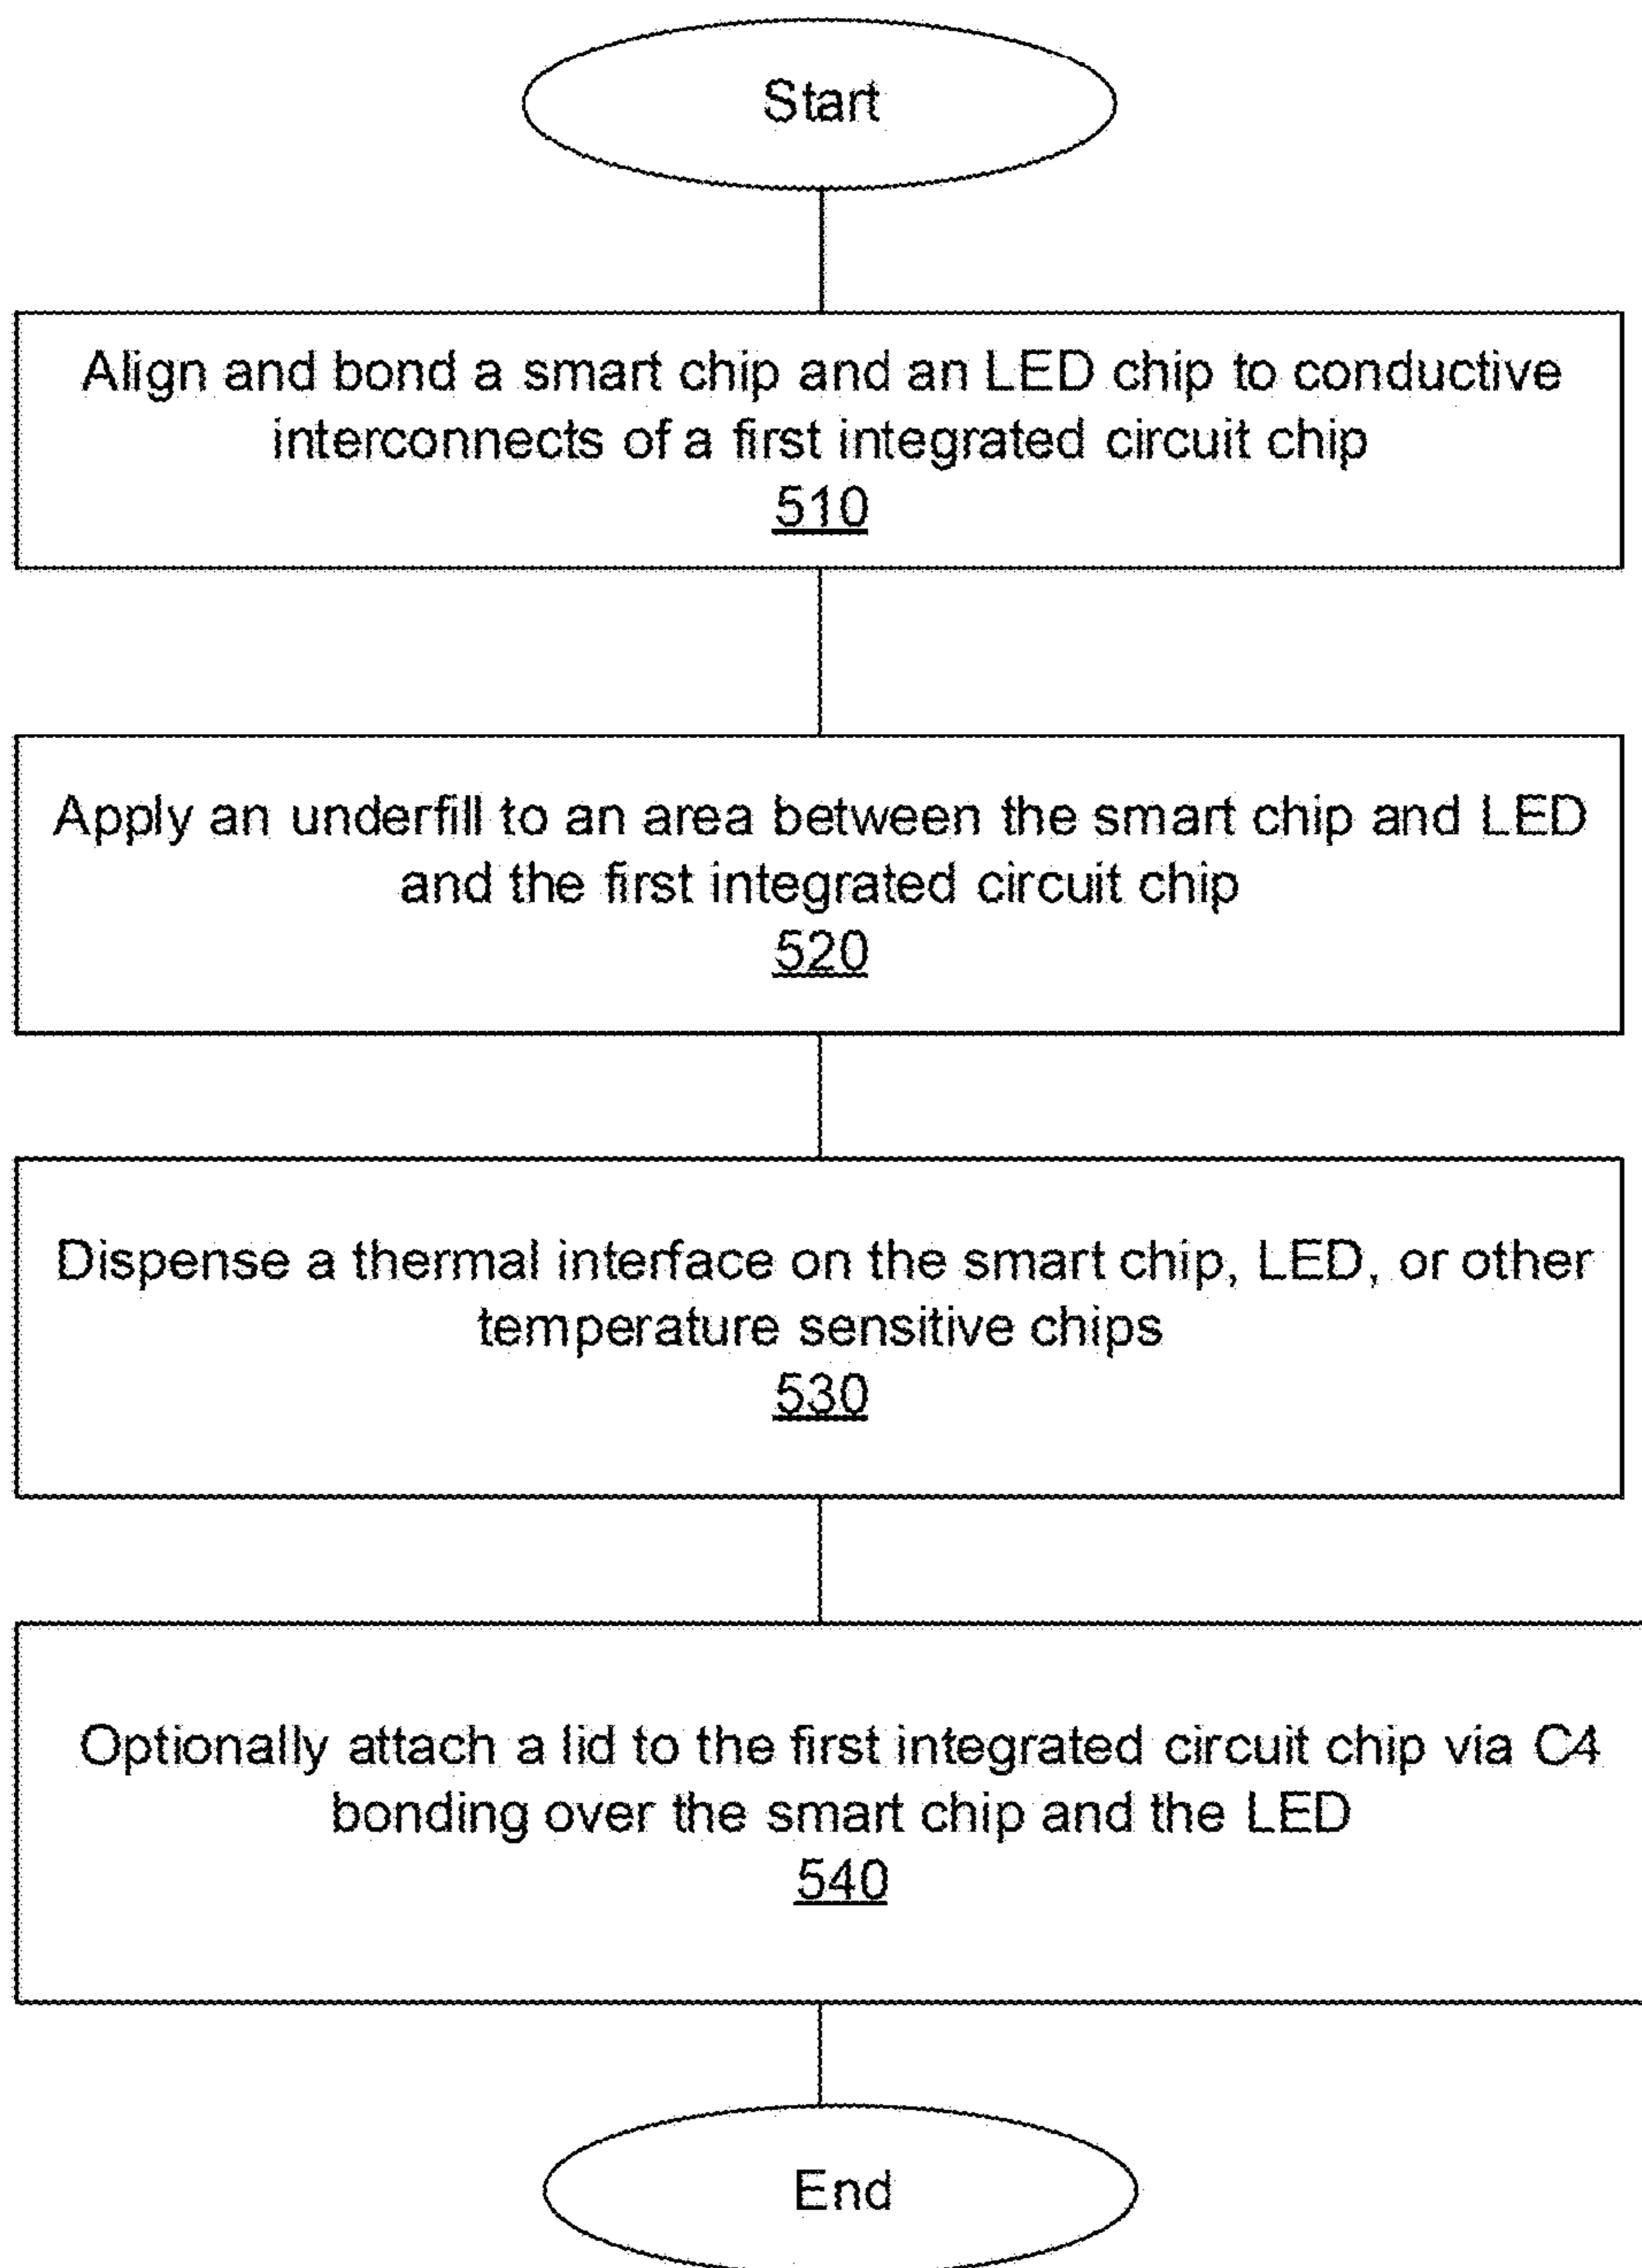 Start
Align and bond a smart chip and an LED chip to conductive
interconnects of a first integrated circuit chip
510
Apply an underfill to an area between the smart chip and LED
and the first integrated circuit chip
520
Dispense a thermal interface on the smart chip, LED, or other
temperature sensitive chips
530
Optionally attach a lid to the first integrated circuit chip via C4
bonding over the smart chip and the LED
540
End